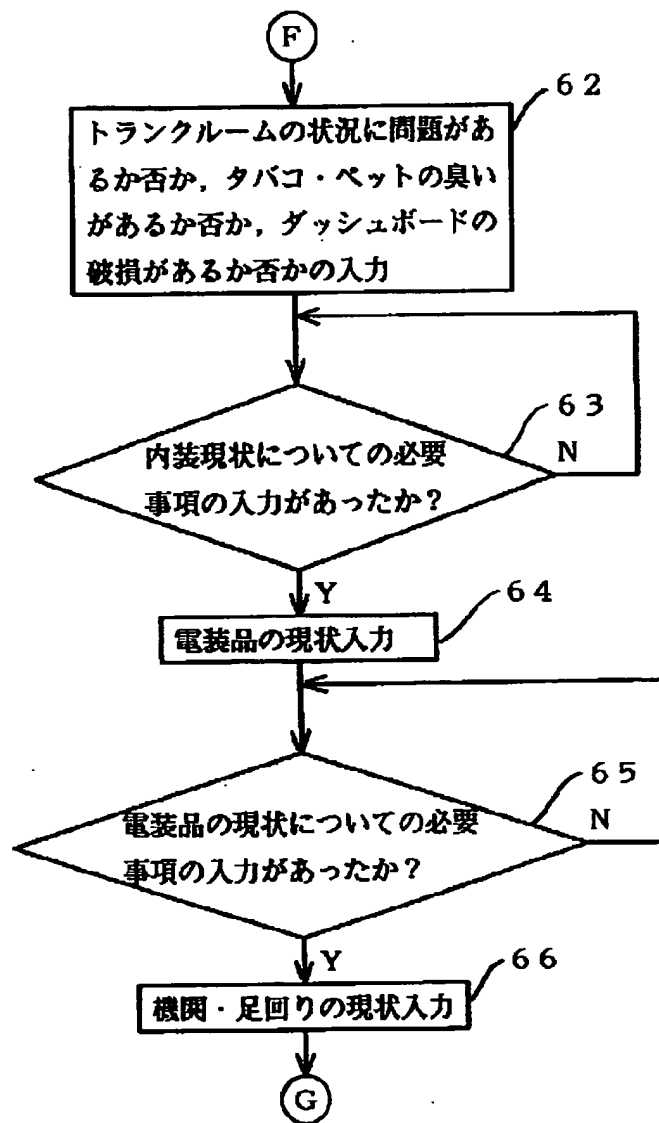 F
62
トランクルームの状況に問題があ
るか否か，タバコ・ペットの臭い
があるか否か，ダッシュボードの
破損があるか否かの入力
63
内装現状についての必要
事項の入力があったか？
N
Y
64
電装品の現状入力
65
電装品の現状についての必要
事項の入力があったか？
N
Y
66
機関・足回りの現状入力
G